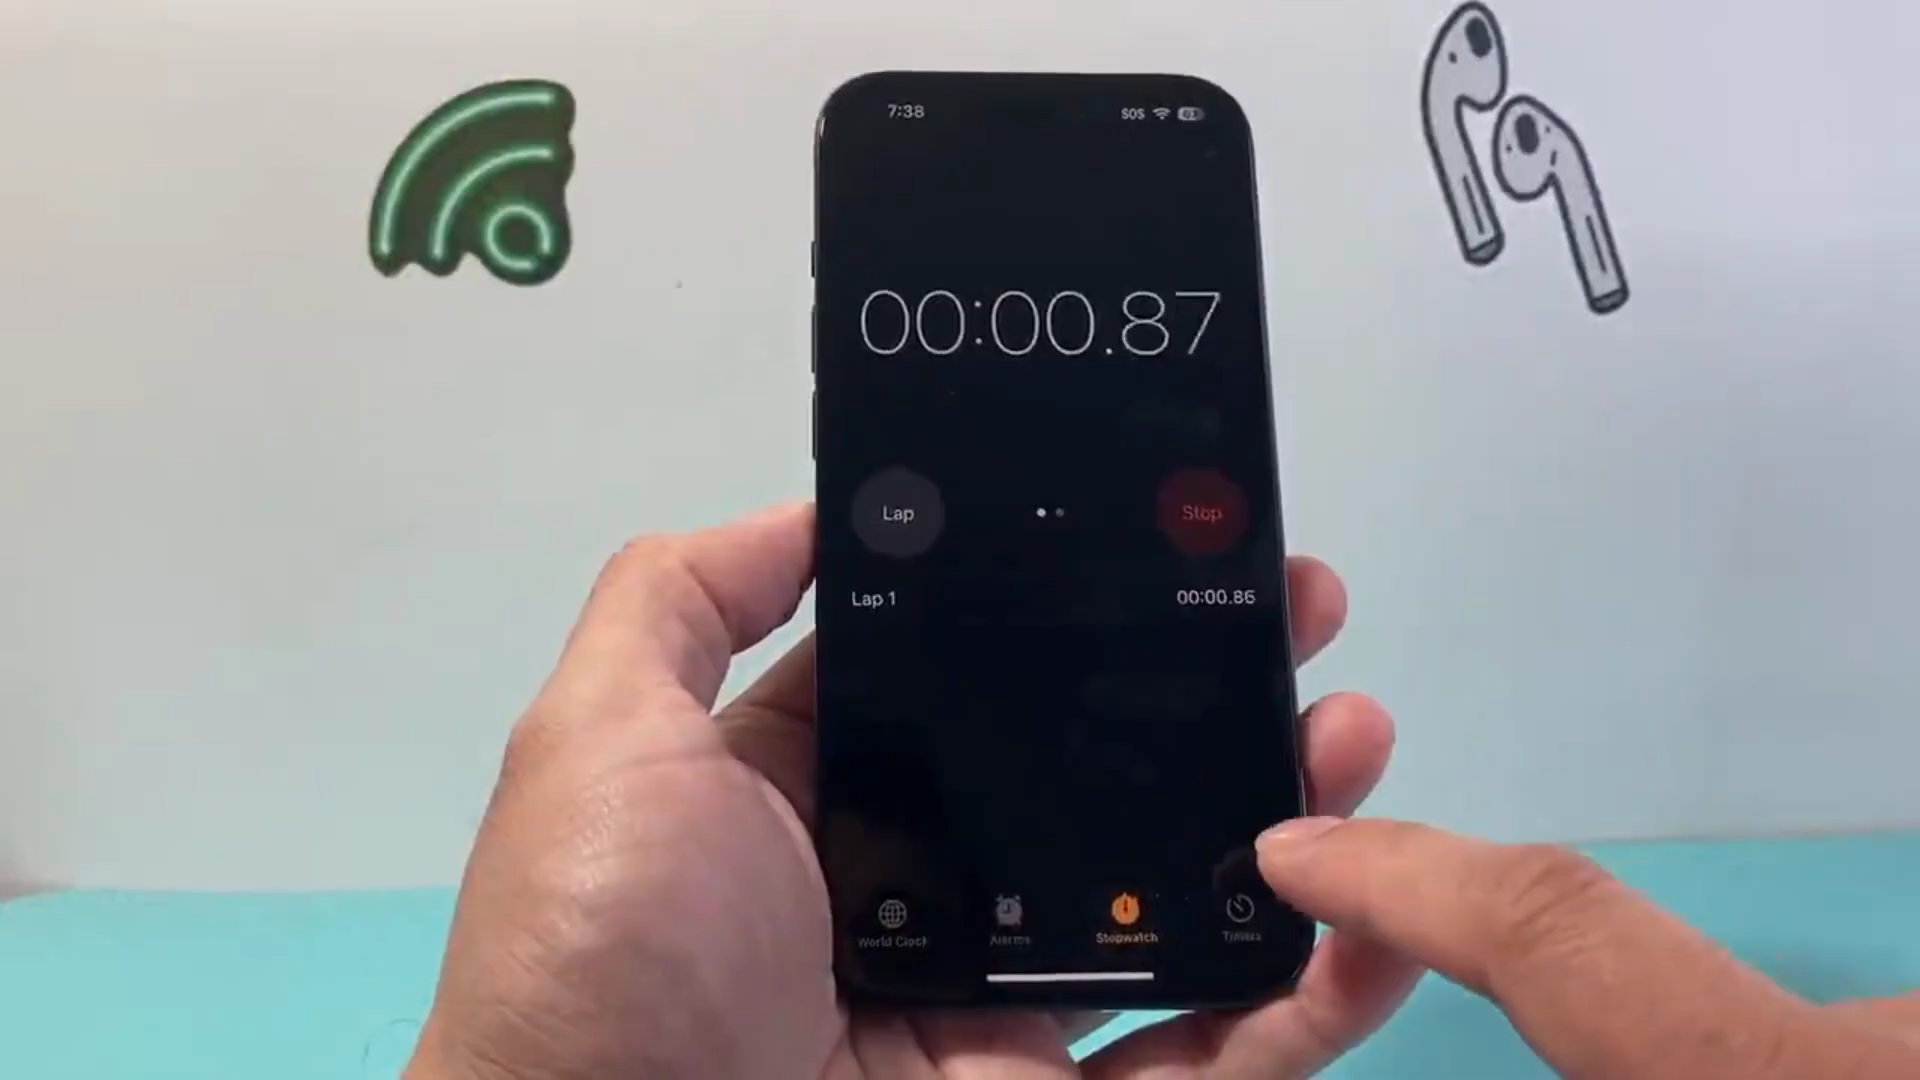 7:38 SOS
00:00.87
Lap Stop
Lap 1 00:00.86
World Clock Alarms Stopwatch Timers